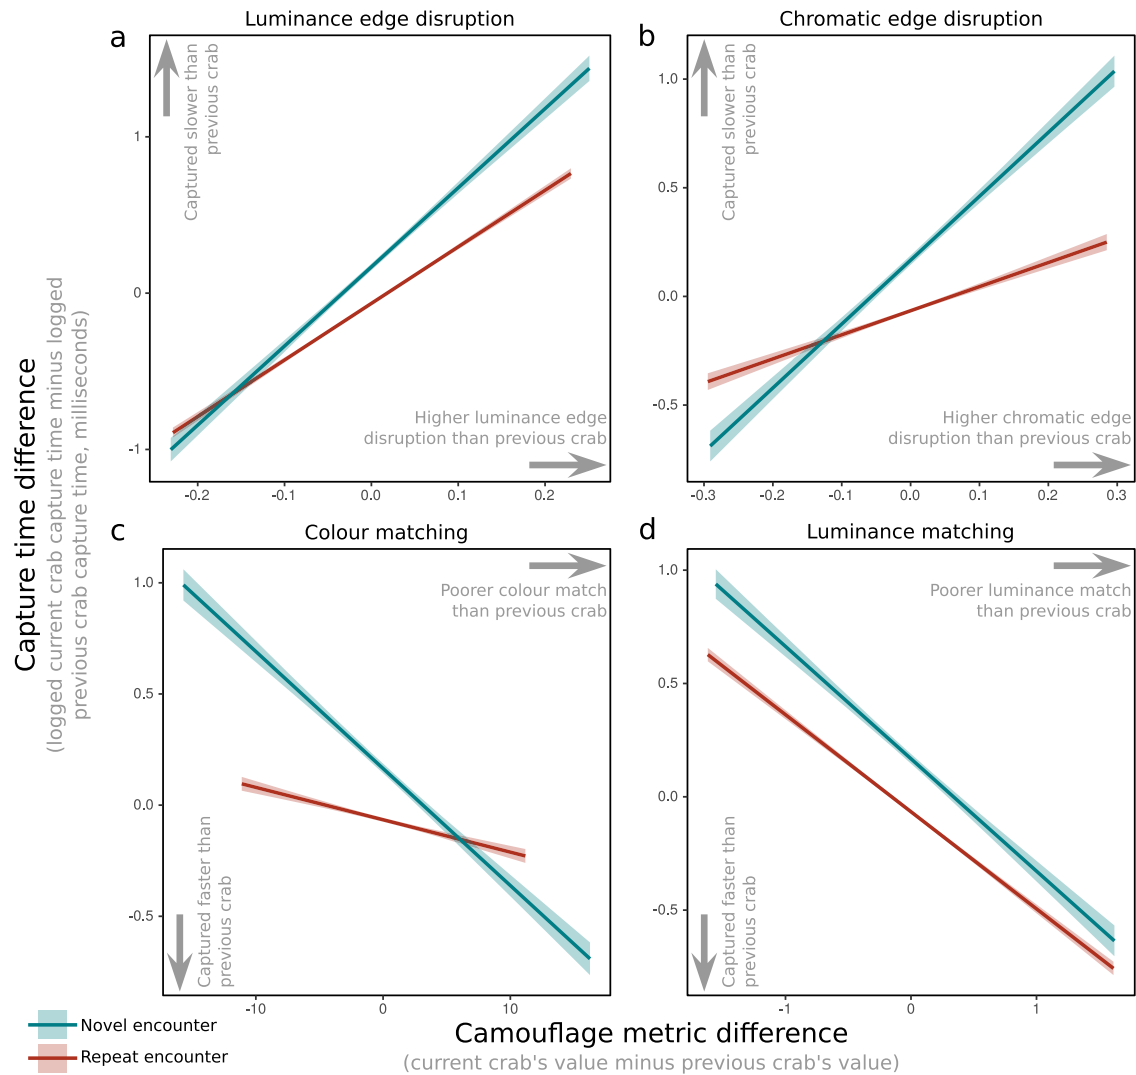 Luminance edge disruption
a
Captured slower than
previous crab
1
0
-1
Higher luminance edge
disruption than previous crab
-0.2
-0.1
0.0
0.1
0.2
Chromatic edge disruption
b
Captured slower than
previous crab
1.0
0.5
0.0
-0.5
Higher chromatic edge
disruption than previous crab
-0.3
-0.2
-0.1
0.0
0.1
0.2
0.3
Capture time difference
(logged current crab capture time minus logged
previous crab capture time, milliseconds)
Colour matching
c
Poorer colour match
than previous crab
1.0
0.5
0.0
-0.5
Captured faster than
previous crab
-10
0
10
Luminance matching
d
Poorer luminance match
than previous crab
1.0
0.5
0.0
-0.5
Captured faster than
previous crab
-1
0
1
Novel encounter
Repeat encounter
Camouflage metric difference
(current crab's value minus previous crab's value)